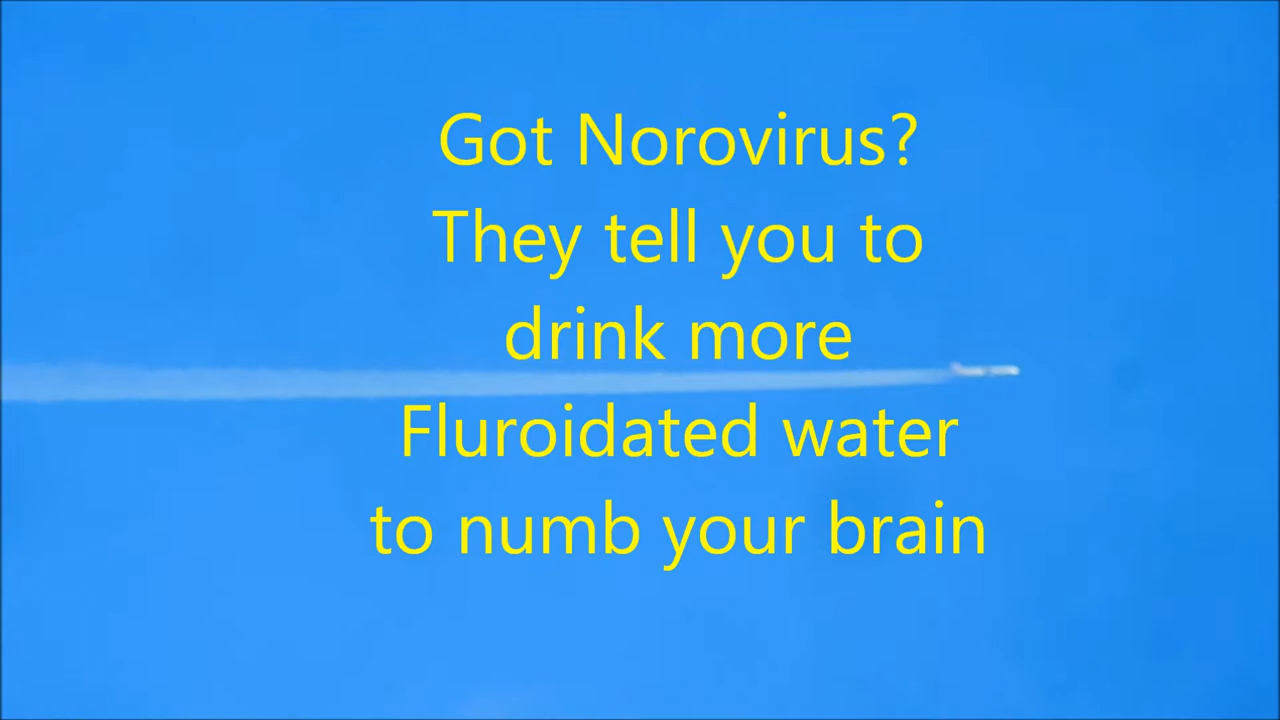 Got Norovirus?
They tell you to
drink more
Fluroidated water
to numb your brain